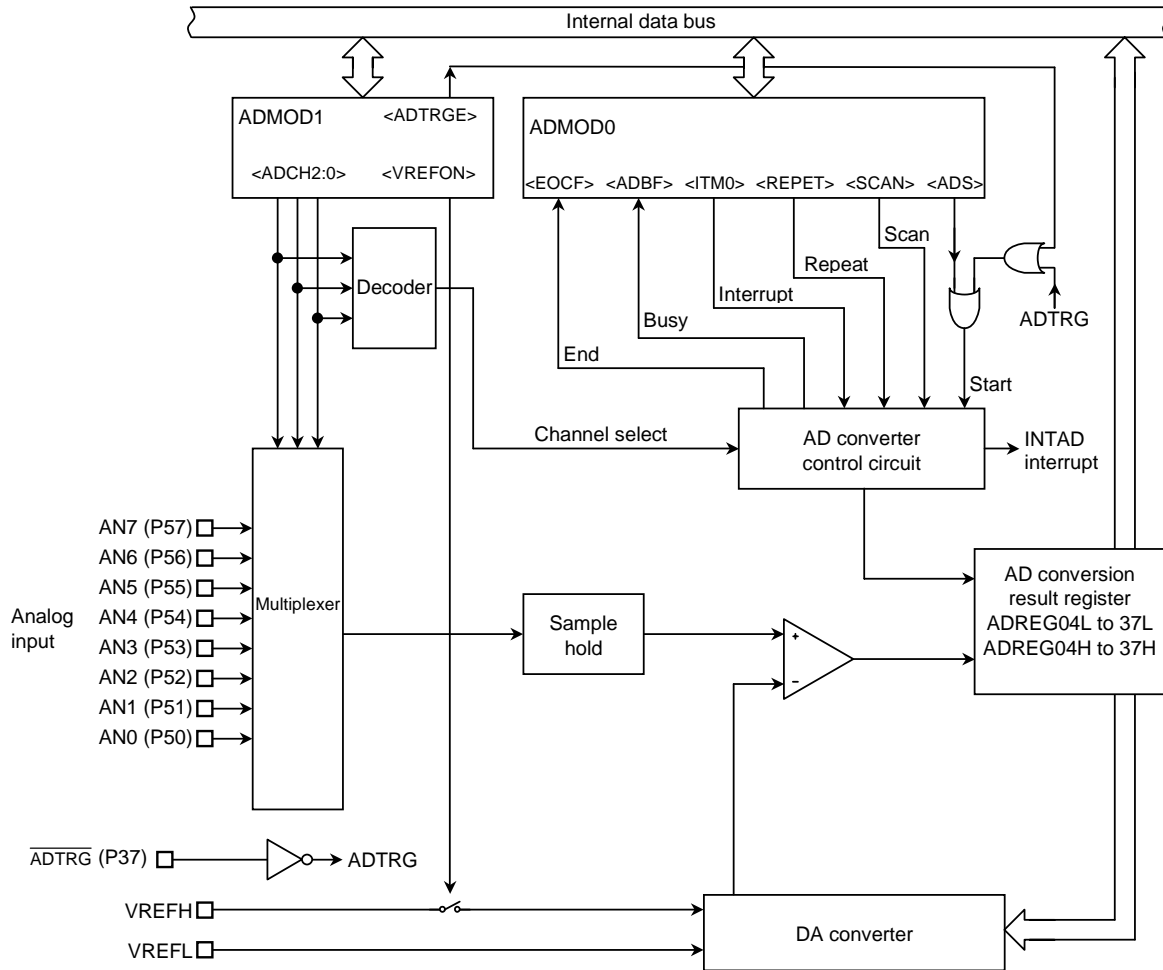 Internal data bus
ADMOD1
<ADTRGE>
<ADCH2:0>
<VREFON>
ADMOD0
<EOCF>
<ADBF>
<ITM0>
<REPET>
<SCAN>
<ADS>
Decoder
Scan
Repeat
Interrupt
Busy
End
ADTRG
Start
Channel select
AD converter
control circuit
INTAD
interrupt
Analog
input
AN7 (P57)
AN6 (P56)
AN5 (P55)
AN4 (P54)
AN3 (P53)
AN2 (P52)
AN1 (P51)
AN0 (P50)
Multiplexer
Sample
hold
+
−
AD conversion
result register
ADREG04L to 37L
ADREG04H to 37H
ADTRG (P37)
ADTRG
VREFH
VREFL
DA converter